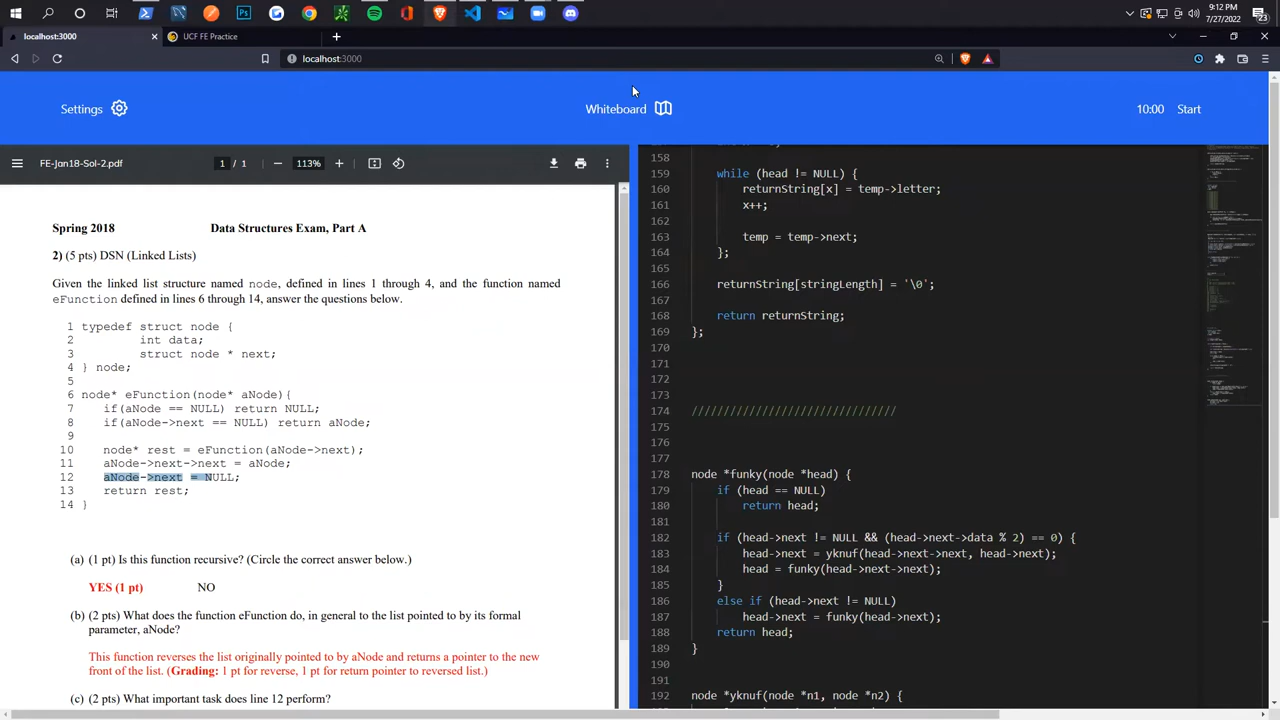 9:12 PM
7/27/2022
23
localhost:3000
UCF FE Practice
localhost:3000
Settings
Whiteboard
10:00 Start
FE-Jan18-Sol-2.pdf
1 / 1
113%
Spring 2018 Data Structures Exam, Part A
2) (5 pts) DSN (Linked Lists)
Given the linked list structure named node, defined in lines 1 through 4, and the function named
eFunction defined in lines 6 through 14, answer the questions below.
1 typedef struct node {
2 int data;
3 struct node * next;
4 } node;
5
6 node* eFunction(node* aNode){
7 if(aNode == NULL) return NULL;
8 if(aNode->next == NULL) return aNode;
9
10 node* rest = eFunction(aNode->next);
11 aNode->next->next = aNode;
12 aNode->next = NULL;
13 return rest;
14 }
(a) (1 pt) Is this function recursive? (Circle the correct answer below.)
YES (1 pt) NO
(b) (2 pts) What does the function eFunction do, in general to the list pointed to by its formal
parameter, aNode?
This function reverses the list originally pointed to by aNode and returns a pointer to the new
front of the list. (Grading: 1 pt for reverse, 1 pt for return pointer to reversed list.)
(c) (2 pts) What important task does line 12 perform?
158
159 while (head != NULL) {
160 returnString[x] = temp->letter;
161 x++;
162
163 temp = temp->next;
164 };
165
166 returnString[stringLength] = '\0';
167
168 return returnString;
169 };
170
171
172
173
174 ////////////////////////////////
175
176
177
178 node *funky(node *head) {
179 if (head == NULL)
180 return head;
181
182 if (head->next != NULL && (head->next->data % 2) == 0) {
183 head->next = yknuf(head->next->next, head->next);
184 head = funky(head->next->next);
185 }
186 else if (head->next != NULL)
187 head->next = funky(head->next);
188 return head;
189 }
190
191
192 node *yknuf(node *n1, node *n2) {